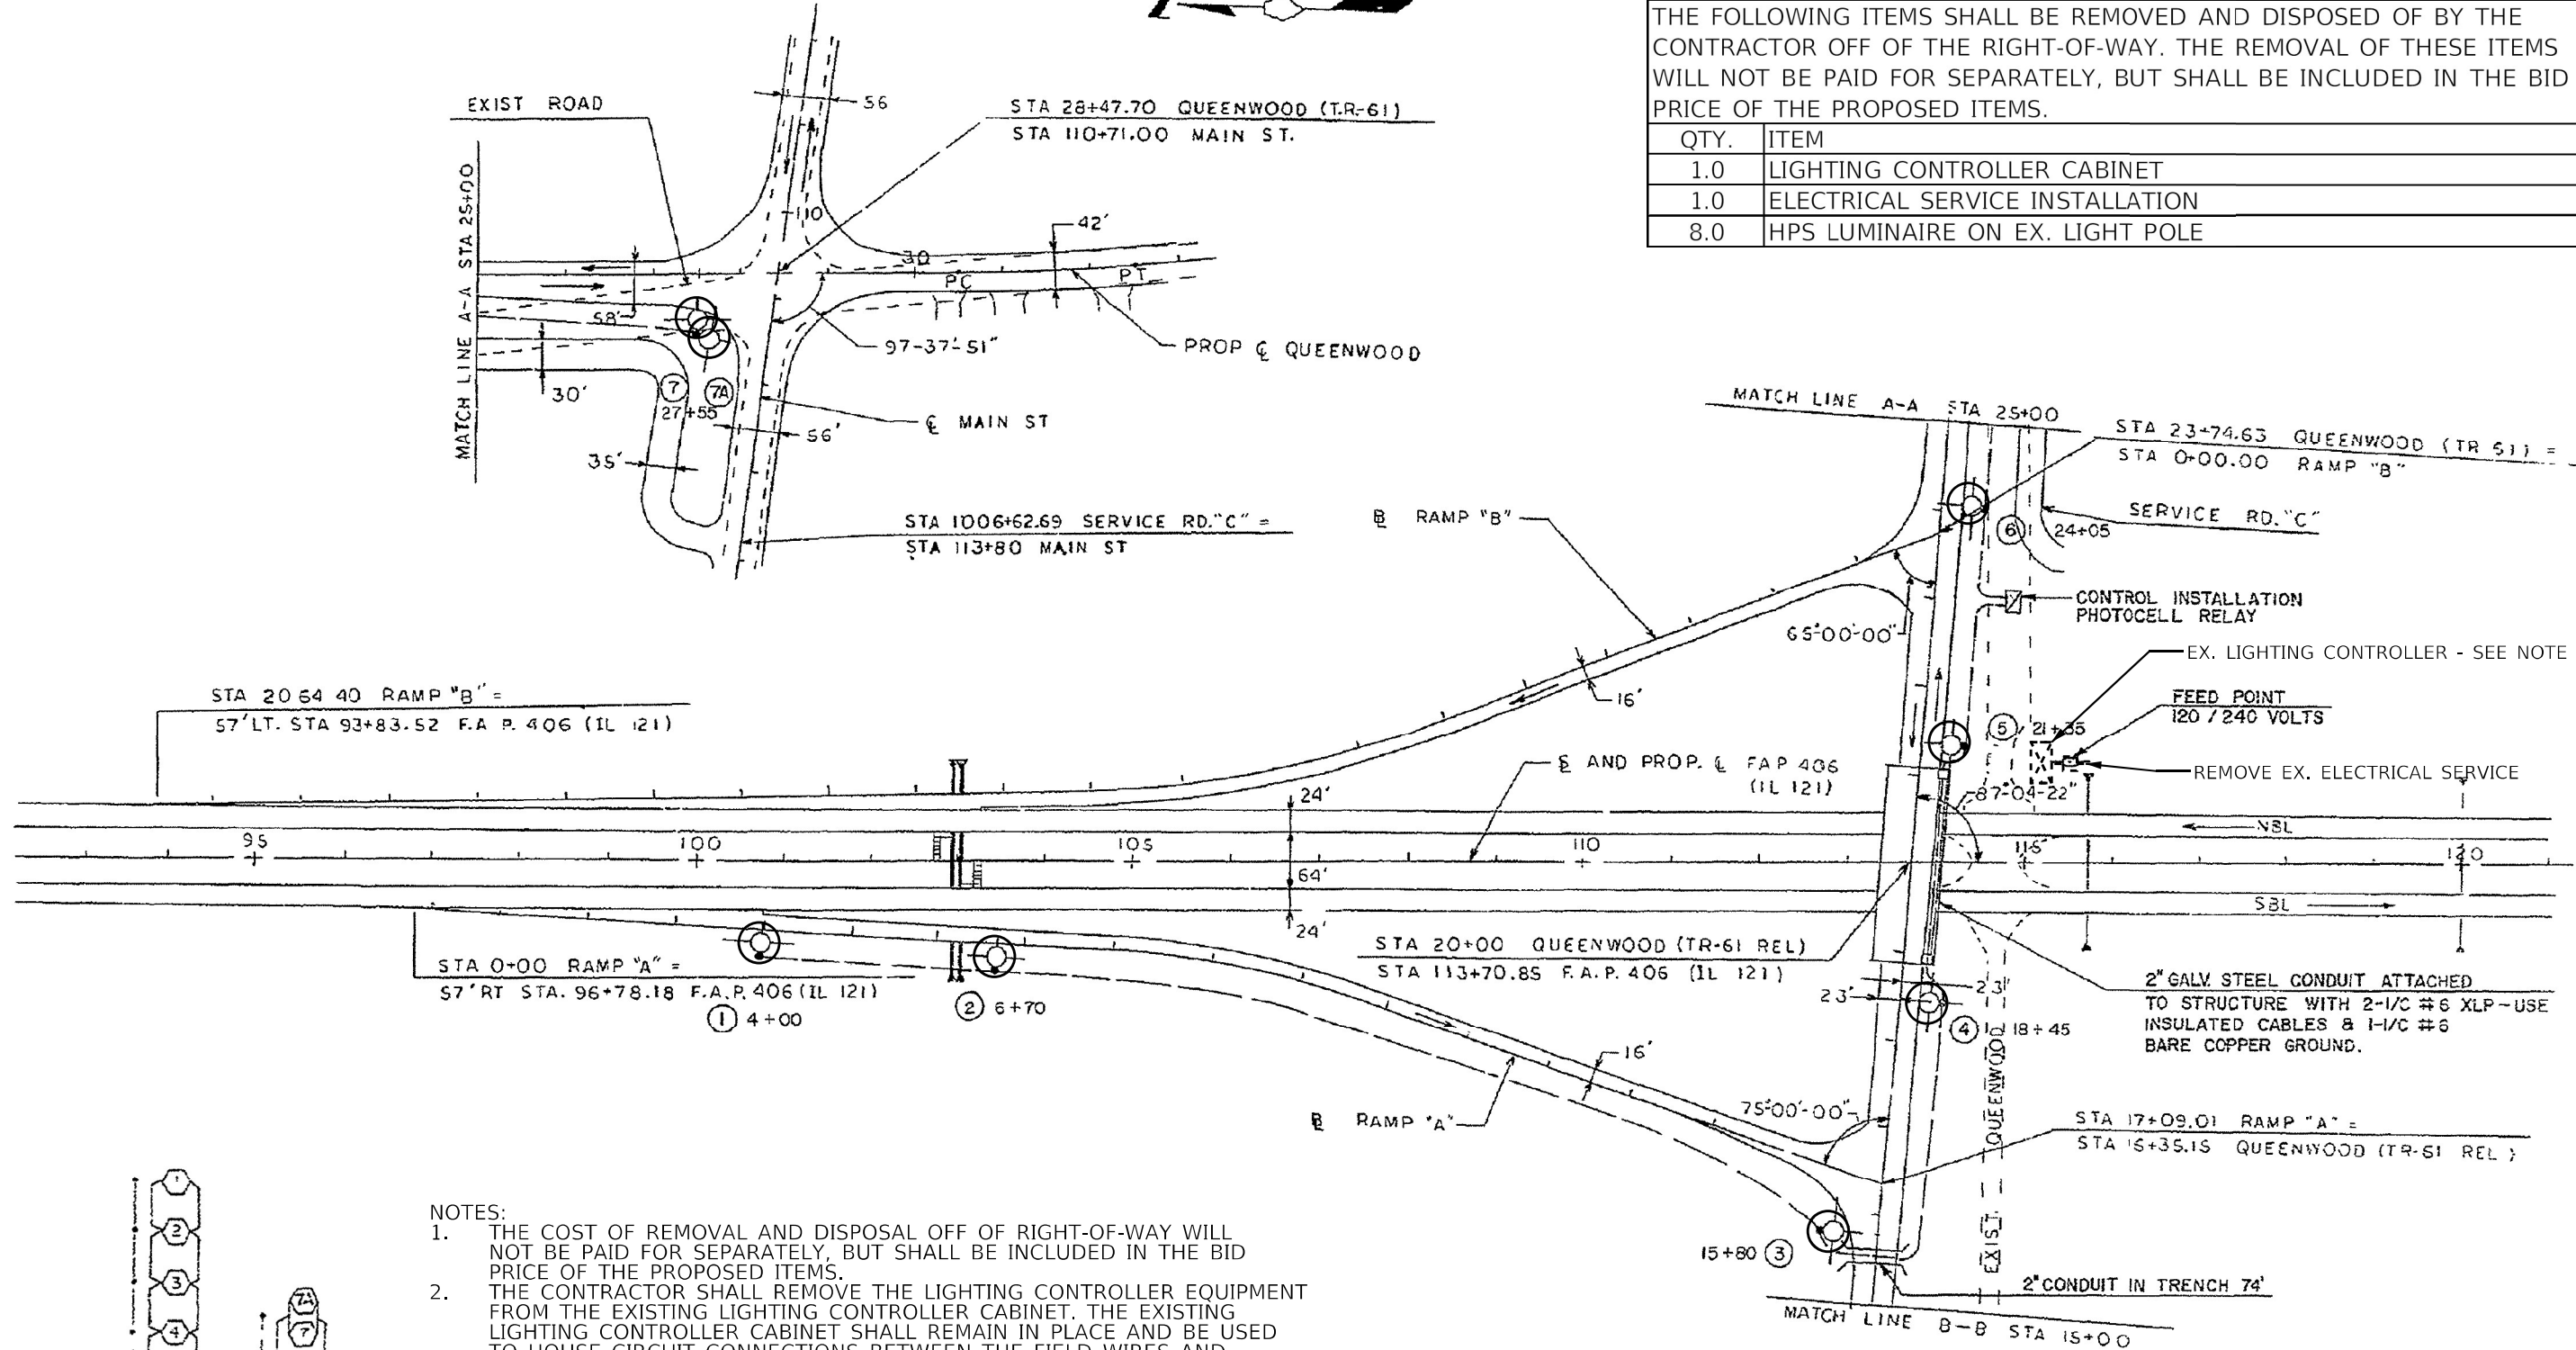 THE FOLLOWING ITEMS SHALL BE REMOVED AND DISPOSED OF BY THE
CONTRACTOR OFF OF THE RIGHT-OF-WAY. THE REMOVAL OF THESE ITEMS
WILL NOT BE PAID FOR SEPARATELY, BUT SHALL BE INCLUDED IN THE BID
PRICE OF THE PROPOSED ITEMS.
QTY. ITEM
1.0 LIGHTING CONTROLLER CABINET
1.0 ELECTRICAL SERVICE INSTALLATION
8.0 HPS LUMINAIRE ON EX. LIGHT POLE
EXIST ROAD
56
STA 28+47.70 QUEENWOOD (T.R-61)
STA 110+71.00 MAIN ST.
MATCH LINE A-A STA 25+00
110
42'
30
PC
PT
58'
97-37'-51"
PROP ℄ QUEENWOOD
30'
7
7A
27+55
56'
℄ MAIN ST
35'
STA 1006+62.69 SERVICE RD."C" =
STA 113+80 MAIN ST
MATCH LINE A-A STA 25+00
STA 23+74.63 QUEENWOOD (TR 61) =
STA 0+00.00 RAMP "B"
SERVICE RD."C"
6
24+05
BL RAMP "B"
65°00'-00"
CONTROL INSTALLATION
PHOTOCELL RELAY
EX. LIGHTING CONTROLLER - SEE NOTE
16'
FEED POINT
120 / 240 VOLTS
5
21+35
REMOVE EX. ELECTRICAL SERVICE
87-04-22"
STA 20 64 40 RAMP "B" =
57' LT. STA 93+83.52 F.A P. 406 (IL 121)
AND PROP. ℄ FAP 406
(IL 121)
24'
NBL
95
100
105
110
115
120
64'
SBL
24'
STA 0+00 RAMP "A" =
57' RT STA. 96+78.18 F.A.P. 406 (IL 121)
1 4+00
2 6+70
STA 20+00 QUEENWOOD (TR-61 REL)
STA 113+70.85 F.A.P. 406 (IL 121)
23'
23'
4
18+45
2" GALV. STEEL CONDUIT ATTACHED
TO STRUCTURE WITH 2-1/C #6 XLP-USE
INSULATED CABLES & 1-1/C #6
BARE COPPER GROUND.
16'
BL RAMP "A"
75°00'-00"
EXIST. QUEENWOOD
STA 17+09.01 RAMP "A" =
STA 15+35.15 QUEENWOOD (TR-61 REL )
15+80 3
2" CONDUIT IN TRENCH 74'
MATCH LINE B-B STA 15+00
1
2
3
4
7A
7
NOTES:
1. THE COST OF REMOVAL AND DISPOSAL OFF OF RIGHT-OF-WAY WILL
NOT BE PAID FOR SEPARATELY, BUT SHALL BE INCLUDED IN THE BID
PRICE OF THE PROPOSED ITEMS.
2. THE CONTRACTOR SHALL REMOVE THE LIGHTING CONTROLLER EQUIPMENT
FROM THE EXISTING LIGHTING CONTROLLER CABINET. THE EXISTING
LIGHTING CONTROLLER CABINET SHALL REMAIN IN PLACE AND BE USED
TO HOUSE CIRCUIT CONNECTIONS BETWEEN THE FIELD WIRES AND